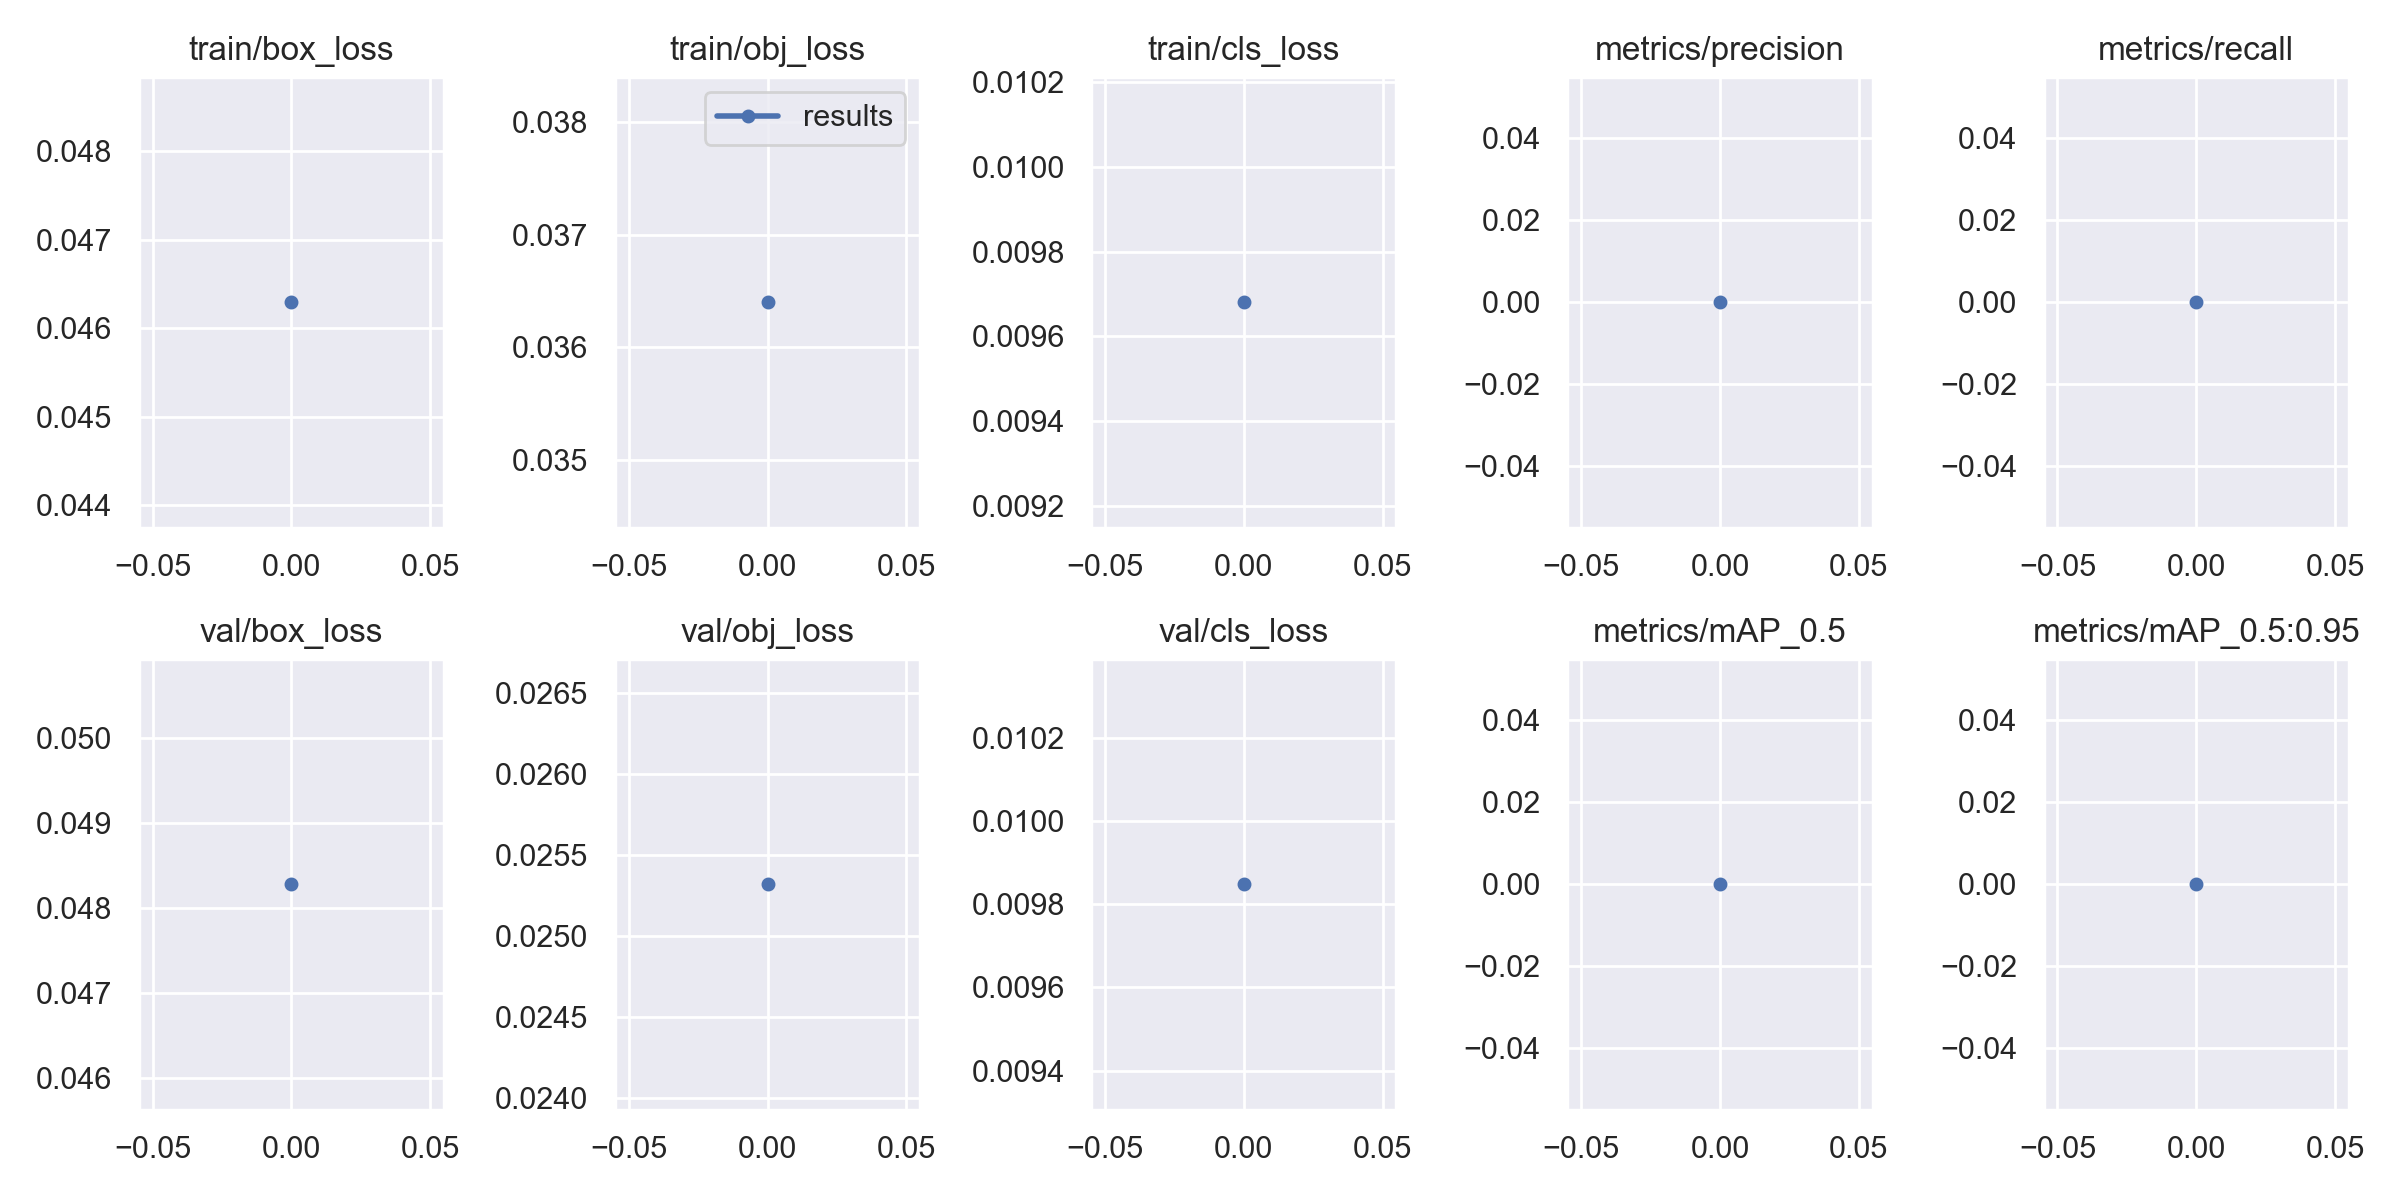 train/box_loss
0.048
0.047
0.046
0.045
0.044
−0.05 0.00 0.05
train/obj_loss
results
0.038
0.037
0.036
0.035
−0.05 0.00 0.05
train/cls_loss
0.0102
0.0100
0.0098
0.0096
0.0094
0.0092
−0.05 0.00 0.05
metrics/precision
0.04
0.02
0.00
−0.02
−0.04
−0.05 0.00 0.05
metrics/recall
0.04
0.02
0.00
−0.02
−0.04
−0.05 0.00 0.05
val/box_loss
0.050
0.049
0.048
0.047
0.046
−0.05 0.00 0.05
val/obj_loss
0.0265
0.0260
0.0255
0.0250
0.0245
0.0240
−0.05 0.00 0.05
val/cls_loss
0.0102
0.0100
0.0098
0.0096
0.0094
−0.05 0.00 0.05
metrics/mAP_0.5
0.04
0.02
0.00
−0.02
−0.04
−0.05 0.00 0.05
metrics/mAP_0.5:0.95
0.04
0.02
0.00
−0.02
−0.04
−0.05 0.00 0.05